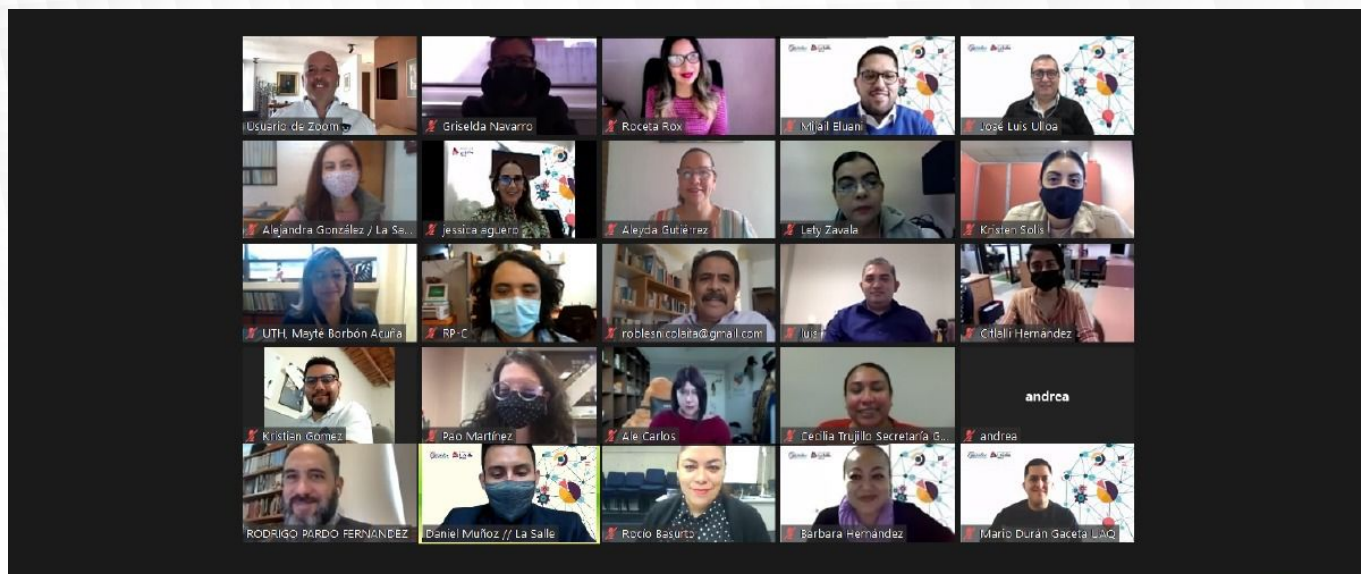 Usuario de Zoom
Griselda Navarro
Roceta Rox
Mijail Eluani
José Luis Ulloa
Alejandra González / La Sa...
jessica aguero
Aleyda Gutiérrez
Lety Zavala
Kristen Solis
UTH, Mayté Borbón Acuña
RP-C
roblesnicolaita@gmail.com
luis
Citlalli Hernández
Kristian Gómez
Pao Martínez
Ale Carlos
Cecilia Trujillo Secretaría G...
andrea
andrea
RODRIGO PARDO FERNANDEZ
Daniel Muñoz // La Salle
Rocío Basurto
Bárbara Hernández
Mario Durán Gaceta UAQ